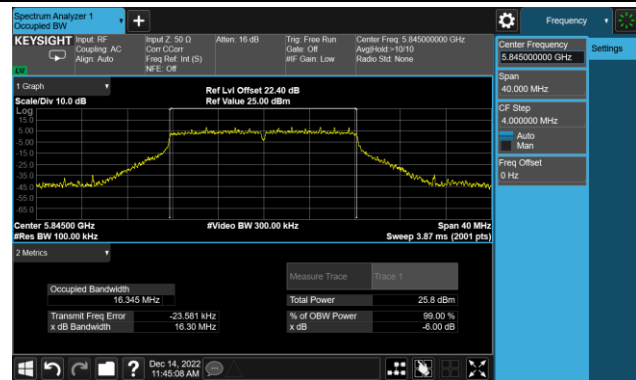 Spectrum Analyzer 1
Occupied BW
+
Frequency
KEYSIGHT
Input: RF
Coupling: AC
Align: Auto
Input Z: 50 Ω
Corr CCorr
Freq Ref: Int (S)
NFE: Off
Atten: 16 dB
Trig: Free Run
Gate: Off
#IF Gain: Low
Center Freq: 5.845000000 GHz
Avg|Hold:>10/10
Radio Std: None
Center Frequency
5.845000000 GHz
Settings
Span
40.000 MHz
CF Step
4.000000 MHz
Auto
Man
Freq Offset
0 Hz
1 Graph
Scale/Div 10.0 dB
Ref Lvl Offset 22.40 dB
Ref Value 25.00 dBm
Log
15.0
5.00
-5.00
-15.0
-25.0
-35.0
-45.0
-55.0
-65.0
Center 5.84500 GHz
#Res BW 100.00 kHz
#Video BW 300.00 kHz
Span 40 MHz
Sweep 3.87 ms (2001 pts)
2 Metrics
Measure Trace
Trace 1
Occupied Bandwidth
16.345 MHz
Total Power 25.8 dBm
Transmit Freq Error -23.581 kHz
% of OBW Power 99.00 %
x dB Bandwidth 16.30 MHz
x dB -6.00 dB
?
Dec 14, 2022
11:45:08 AM